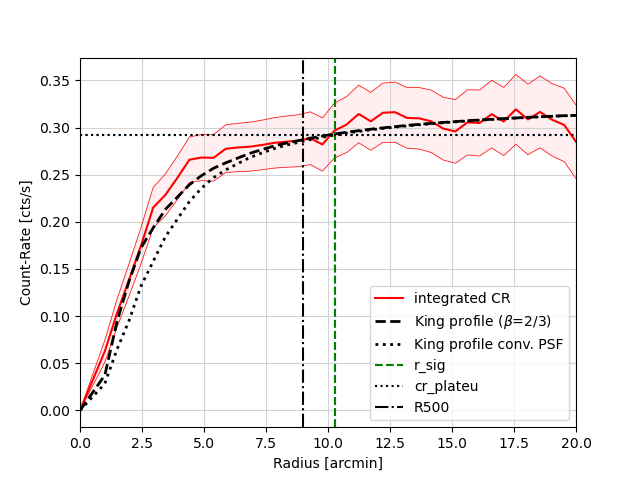 0.35
0.30
0.25
0.20
0.15
0.10
0.05
0.00
Count-Rate [cts/s]
integrated CR
King profile (β=2/3)
King profile conv. PSF
r_sig
cr_plateu
R500
0.0 2.5 5.0 7.5 10.0 12.5 15.0 17.5 20.0
Radius [arcmin]